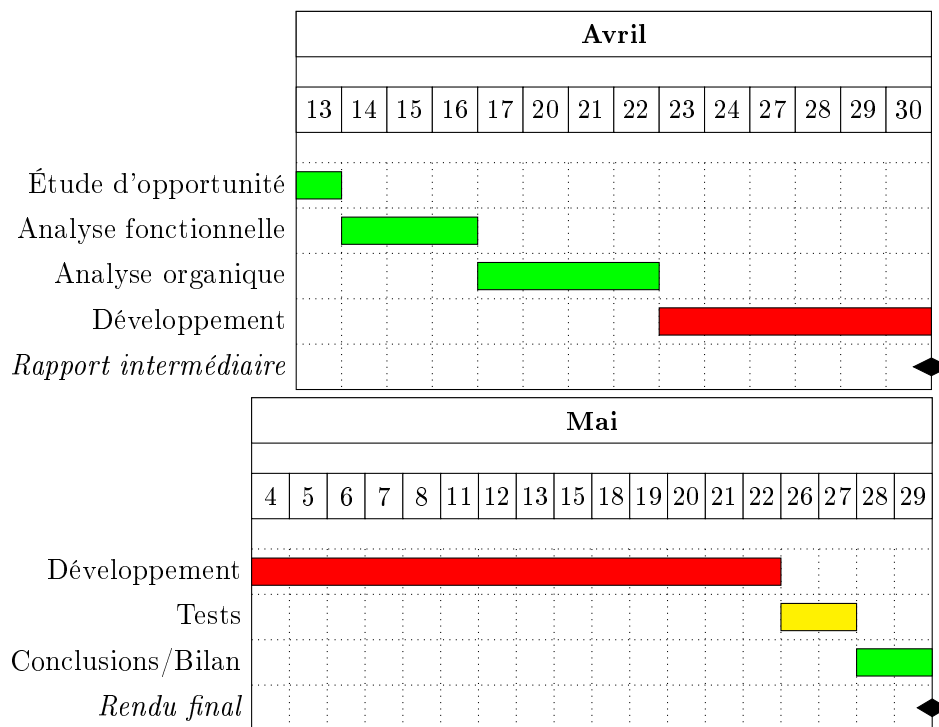 Avril
13 14 15 16 17 20 21 22 23 24 27 28 29 30
Étude d'opportunité
Analyse fonctionnelle
Analyse organique
Développement
Rapport intermédiaire
Mai
4 5 6 7 8 11 12 13 15 18 19 20 21 22 26 27 28 29
Développement
Tests
Conclusions/Bilan
Rendu final